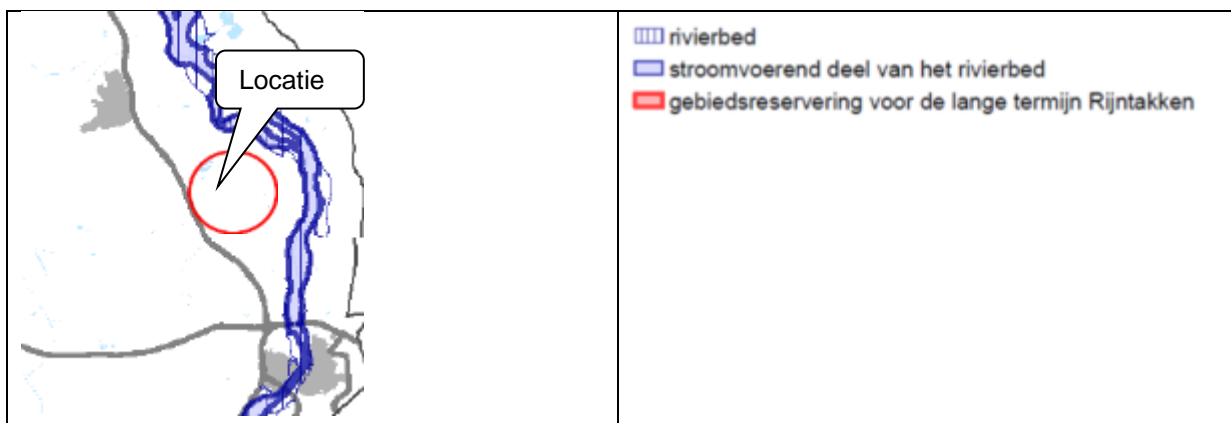 Locatie
rivierbed
stroomvoerend deel van het rivierbed
gebiedsreservering voor de lange termijn Rijntakken